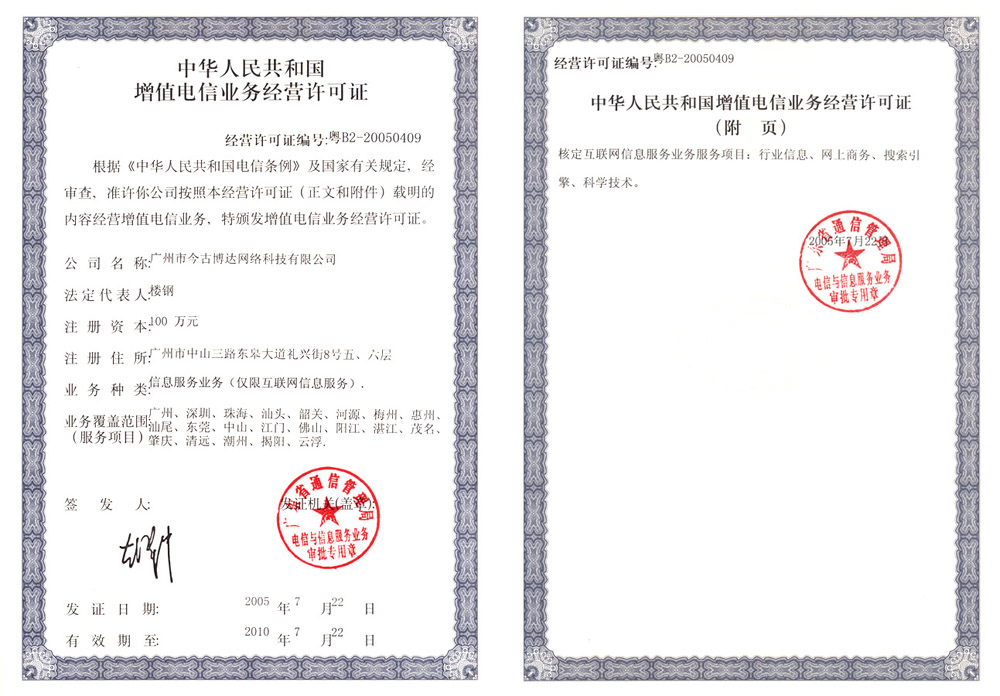 中华人民共和国
增值电信业务经营许可证
经营许可证编号:粤B2-20050409
根据《中华人民共和国电信条例》及国家有关规定，经
审查，准许你公司按照本经营许可证（正文和附件）载明的
内容经营增值电信业务，特颁发增值电信业务经营许可证。
公司名称:广州市今古博达网络科技有限公司
法定代表人:楼钢
注册资本:100 万元
注册住所:广州市中山三路东皋大道礼兴街8号五、六层
业务种类:信息服务业务（仅限互联网信息服务）.
业务覆盖范围:广州、深圳、珠海、汕头、韶关、河源、梅州、惠州、
（服务项目）汕尾、东莞、中山、江门、佛山、阳江、湛江、茂名、
肇庆、清远、潮州、揭阳、云浮.
签发人:
发证机关(盖章):
广东省通信管理局
电信与信息服务业务
审批专用章
发证日期: 2005 年 7 月 22 日
有效期至: 2010 年 7 月 22 日
经营许可证编号:粤B2-20050409
中华人民共和国增值电信业务经营许可证
（附 页）
核定互联网信息服务业务服务项目：行业信息、网上商务、搜索引
擎、科学技术。
2005年7月22日
广东省通信管理局
电信与信息服务业务
审批专用章